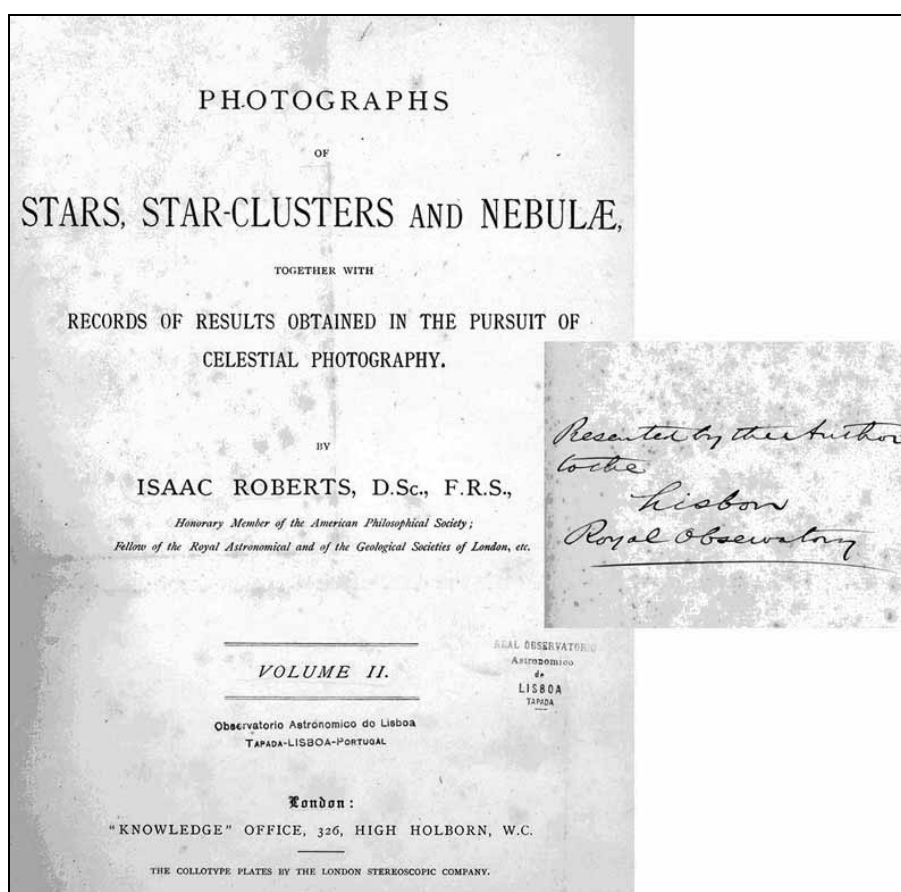 PHOTOGRAPHS
OF
STARS, STAR-CLUSTERS AND NEBULÆ,
TOGETHER WITH
RECORDS OF RESULTS OBTAINED IN THE PURSUIT OF
CELESTIAL PHOTOGRAPHY.
BY
ISAAC ROBERTS, D.Sc., F.R.S.,
Honorary Member of the American Philosophical Society;
Fellow of the Royal Astronomical and of the Geological Societies of London, etc.
VOLUME II.
Observatorio Astronomico do Lisboa
TAPADA-LISBOA-PORTUGAL
REAL OBSERVATORIO
Astronomico
de
LISBOA
TAPADA
London:
"KNOWLEDGE" OFFICE, 326, HIGH HOLBORN, W.C.
THE COLLOTYPE PLATES BY THE LONDON STEREOSCOPIC COMPANY.
Presented by the Author
to the
Lisbon
Royal Observatory